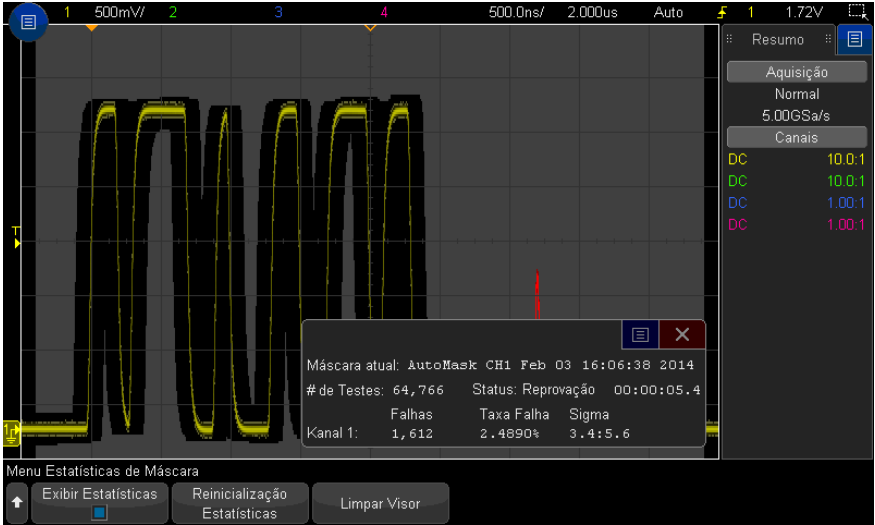 1 500mV/ 2 3 4 500.0ns/ 2.000us Auto 1 1.72V
Resumo
Aquisição
Normal
5.00GSa/s
Canais
DC 10.0:1
DC 10.0:1
DC 1.00:1
DC 1.00:1
T
1
Máscara atual: AutoMask CH1 Feb 03 16:06:38 2014
# de Testes: 64,766 Status: Reprovação 00:00:05.4
Falhas Taxa Falha Sigma
Kanal 1: 1,612 2.4890% 3.4:5.6
Menu Estatísticas de Máscara
Exibir Estatísticas
Reinicialização
Estatísticas
Limpar Visor